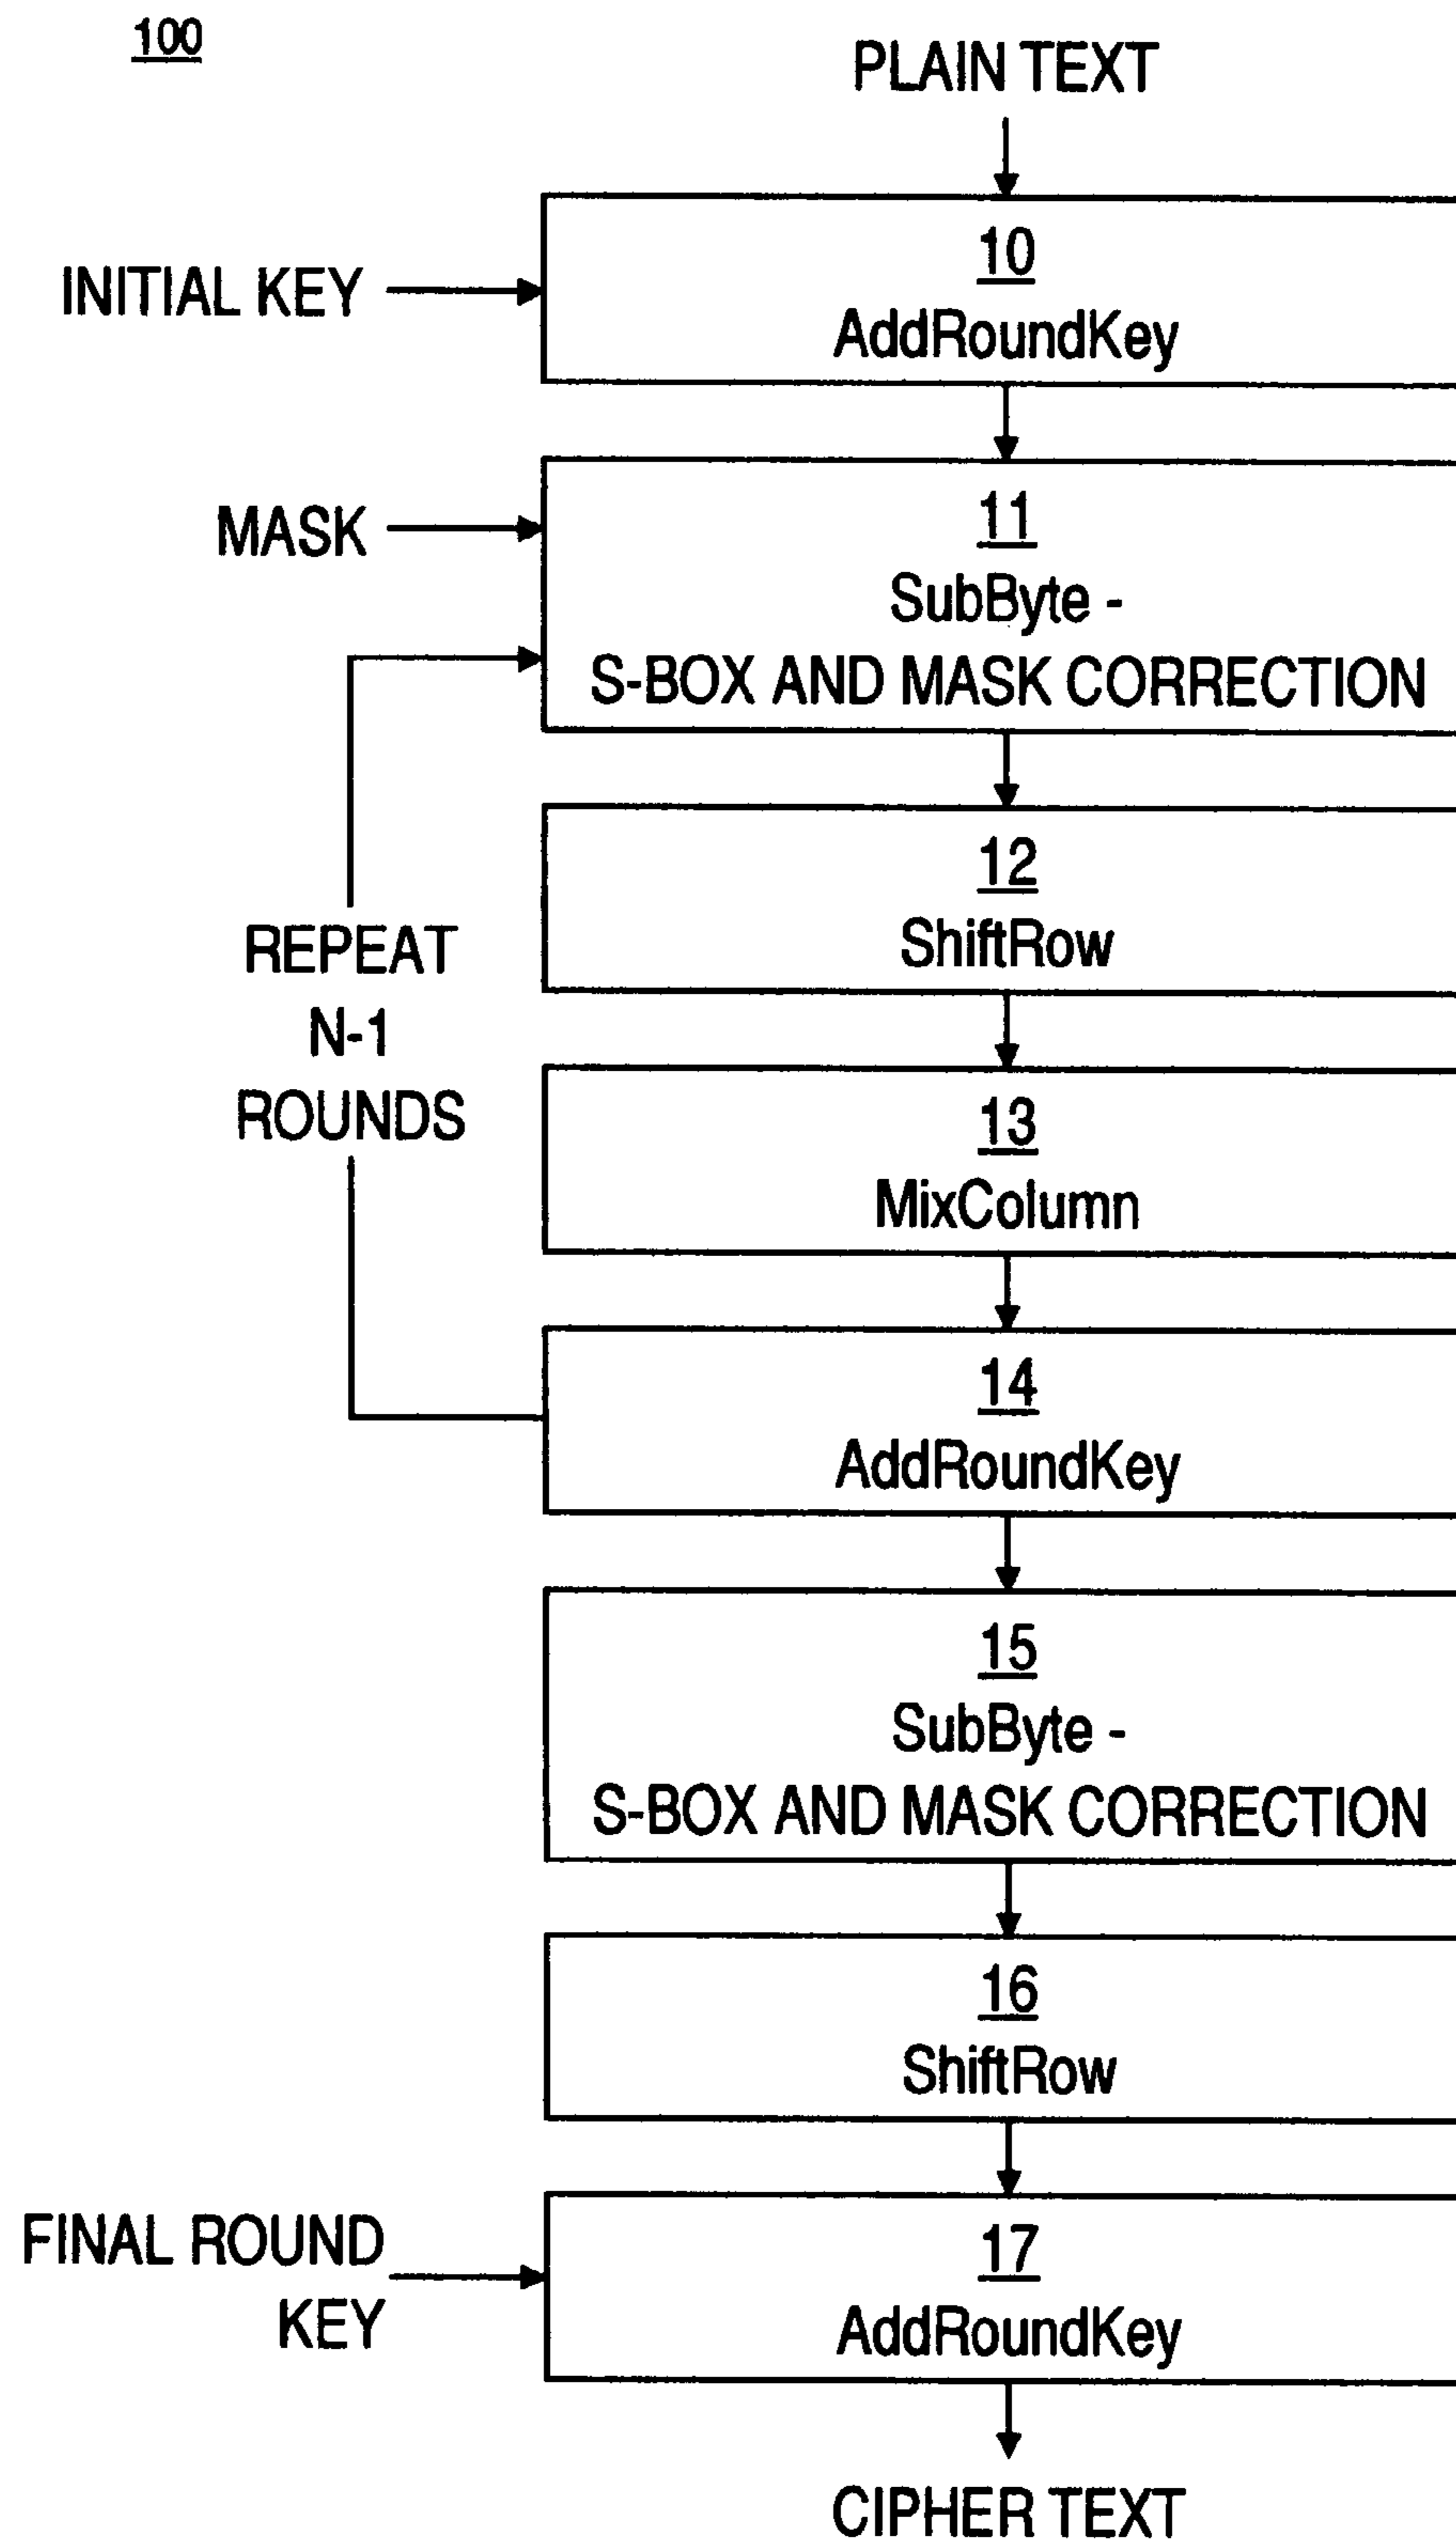 100
PLAIN TEXT
10
INITIAL KEY
AddRoundKey
11
MASK
SubByte -
S-BOX AND MASK CORRECTION
12
ShiftRow
REPEAT
N-1
ROUNDS
13
MixColumn
14
AddRoundKey
15
SubByte -
S-BOX AND MASK CORRECTION
16
ShiftRow
FINAL ROUND
KEY
17
AddRoundKey
CIPHER TEXT